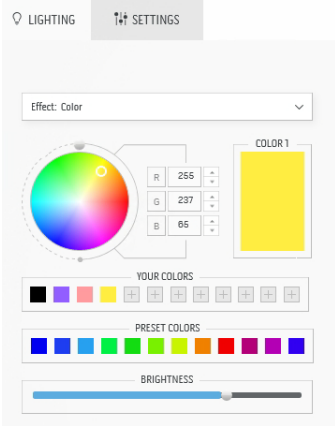 LIGHTING
SETTINGS
Effect: Color
COLOR 1
R 255
G 237
B 65
YOUR COLORS
PRESET COLORS
BRIGHTNESS